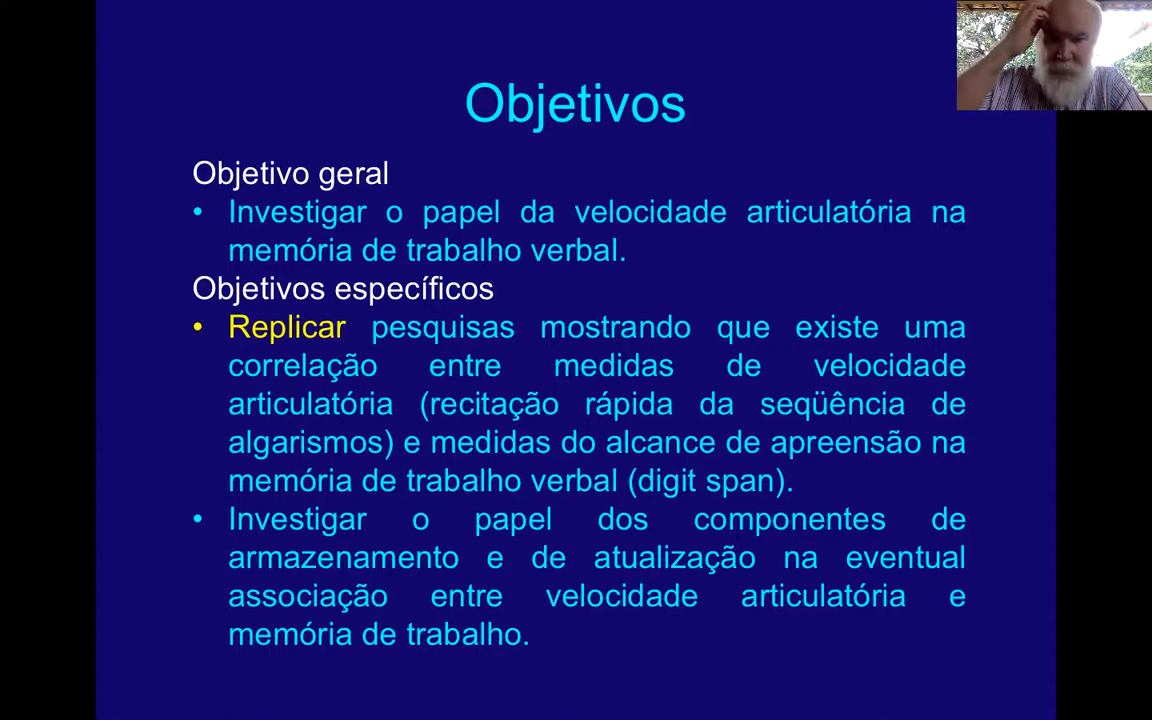 Objetivos
Objetivo geral
• Investigar o papel da velocidade articulatória na
memória de trabalho verbal.
Objetivos específicos
• Replicar pesquisas mostrando que existe uma
correlação entre medidas de velocidade
articulatória (recitação rápida da seqüência de
algarismos) e medidas do alcance de apreensão na
memória de trabalho verbal (digit span).
• Investigar o papel dos componentes de
armazenamento e de atualização na eventual
associação entre velocidade articulatória e
memória de trabalho.